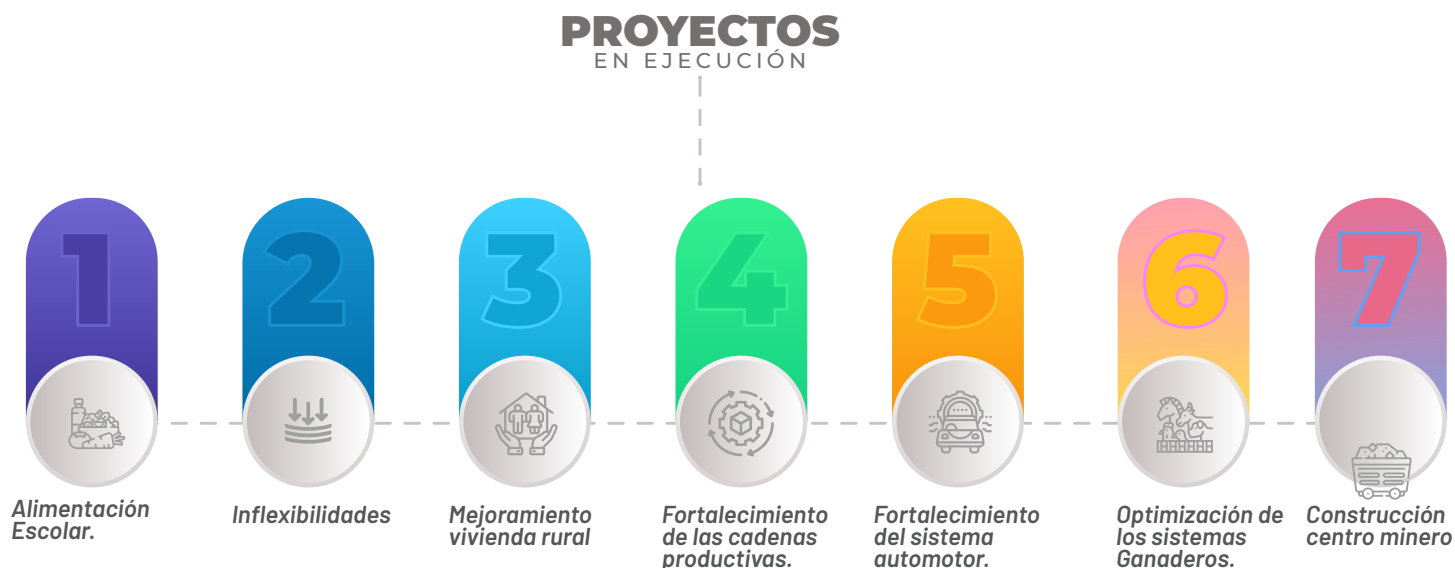 PROYECTOS
EN EJECUCIÓN
1
2
3
4
5
6
7
Alimentación
Escolar.
Inflexibilidades
Mejoramiento
vivienda rural
Fortalecimiento
de las cadenas
productivas.
Fortalecimiento
del sistema
automotor.
Optimización de
los sistemas
Ganaderos.
Construcción
centro minero